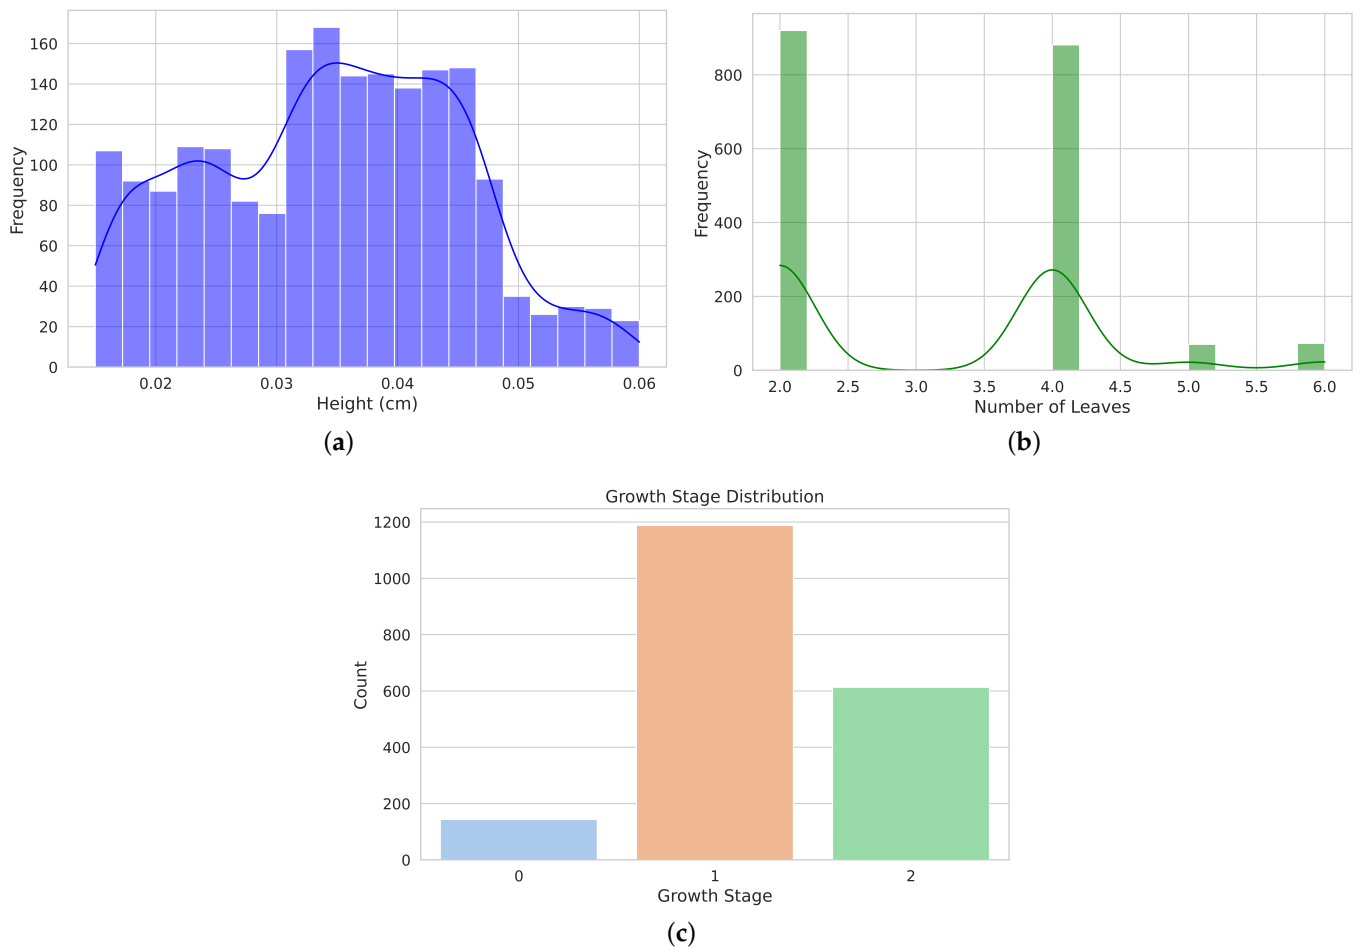 160
140
120
100
80
60
40
20
0
Frequency
0.02 0.03 0.04 0.05 0.06
Height (cm)
(a)
800
600
400
200
0
Frequency
2.0 2.5 3.0 3.5 4.0 4.5 5.0 5.5 6.0
Number of Leaves
(b)
Growth Stage Distribution
1200
1000
800
600
400
200
0
Count
0 1 2
Growth Stage
(c)